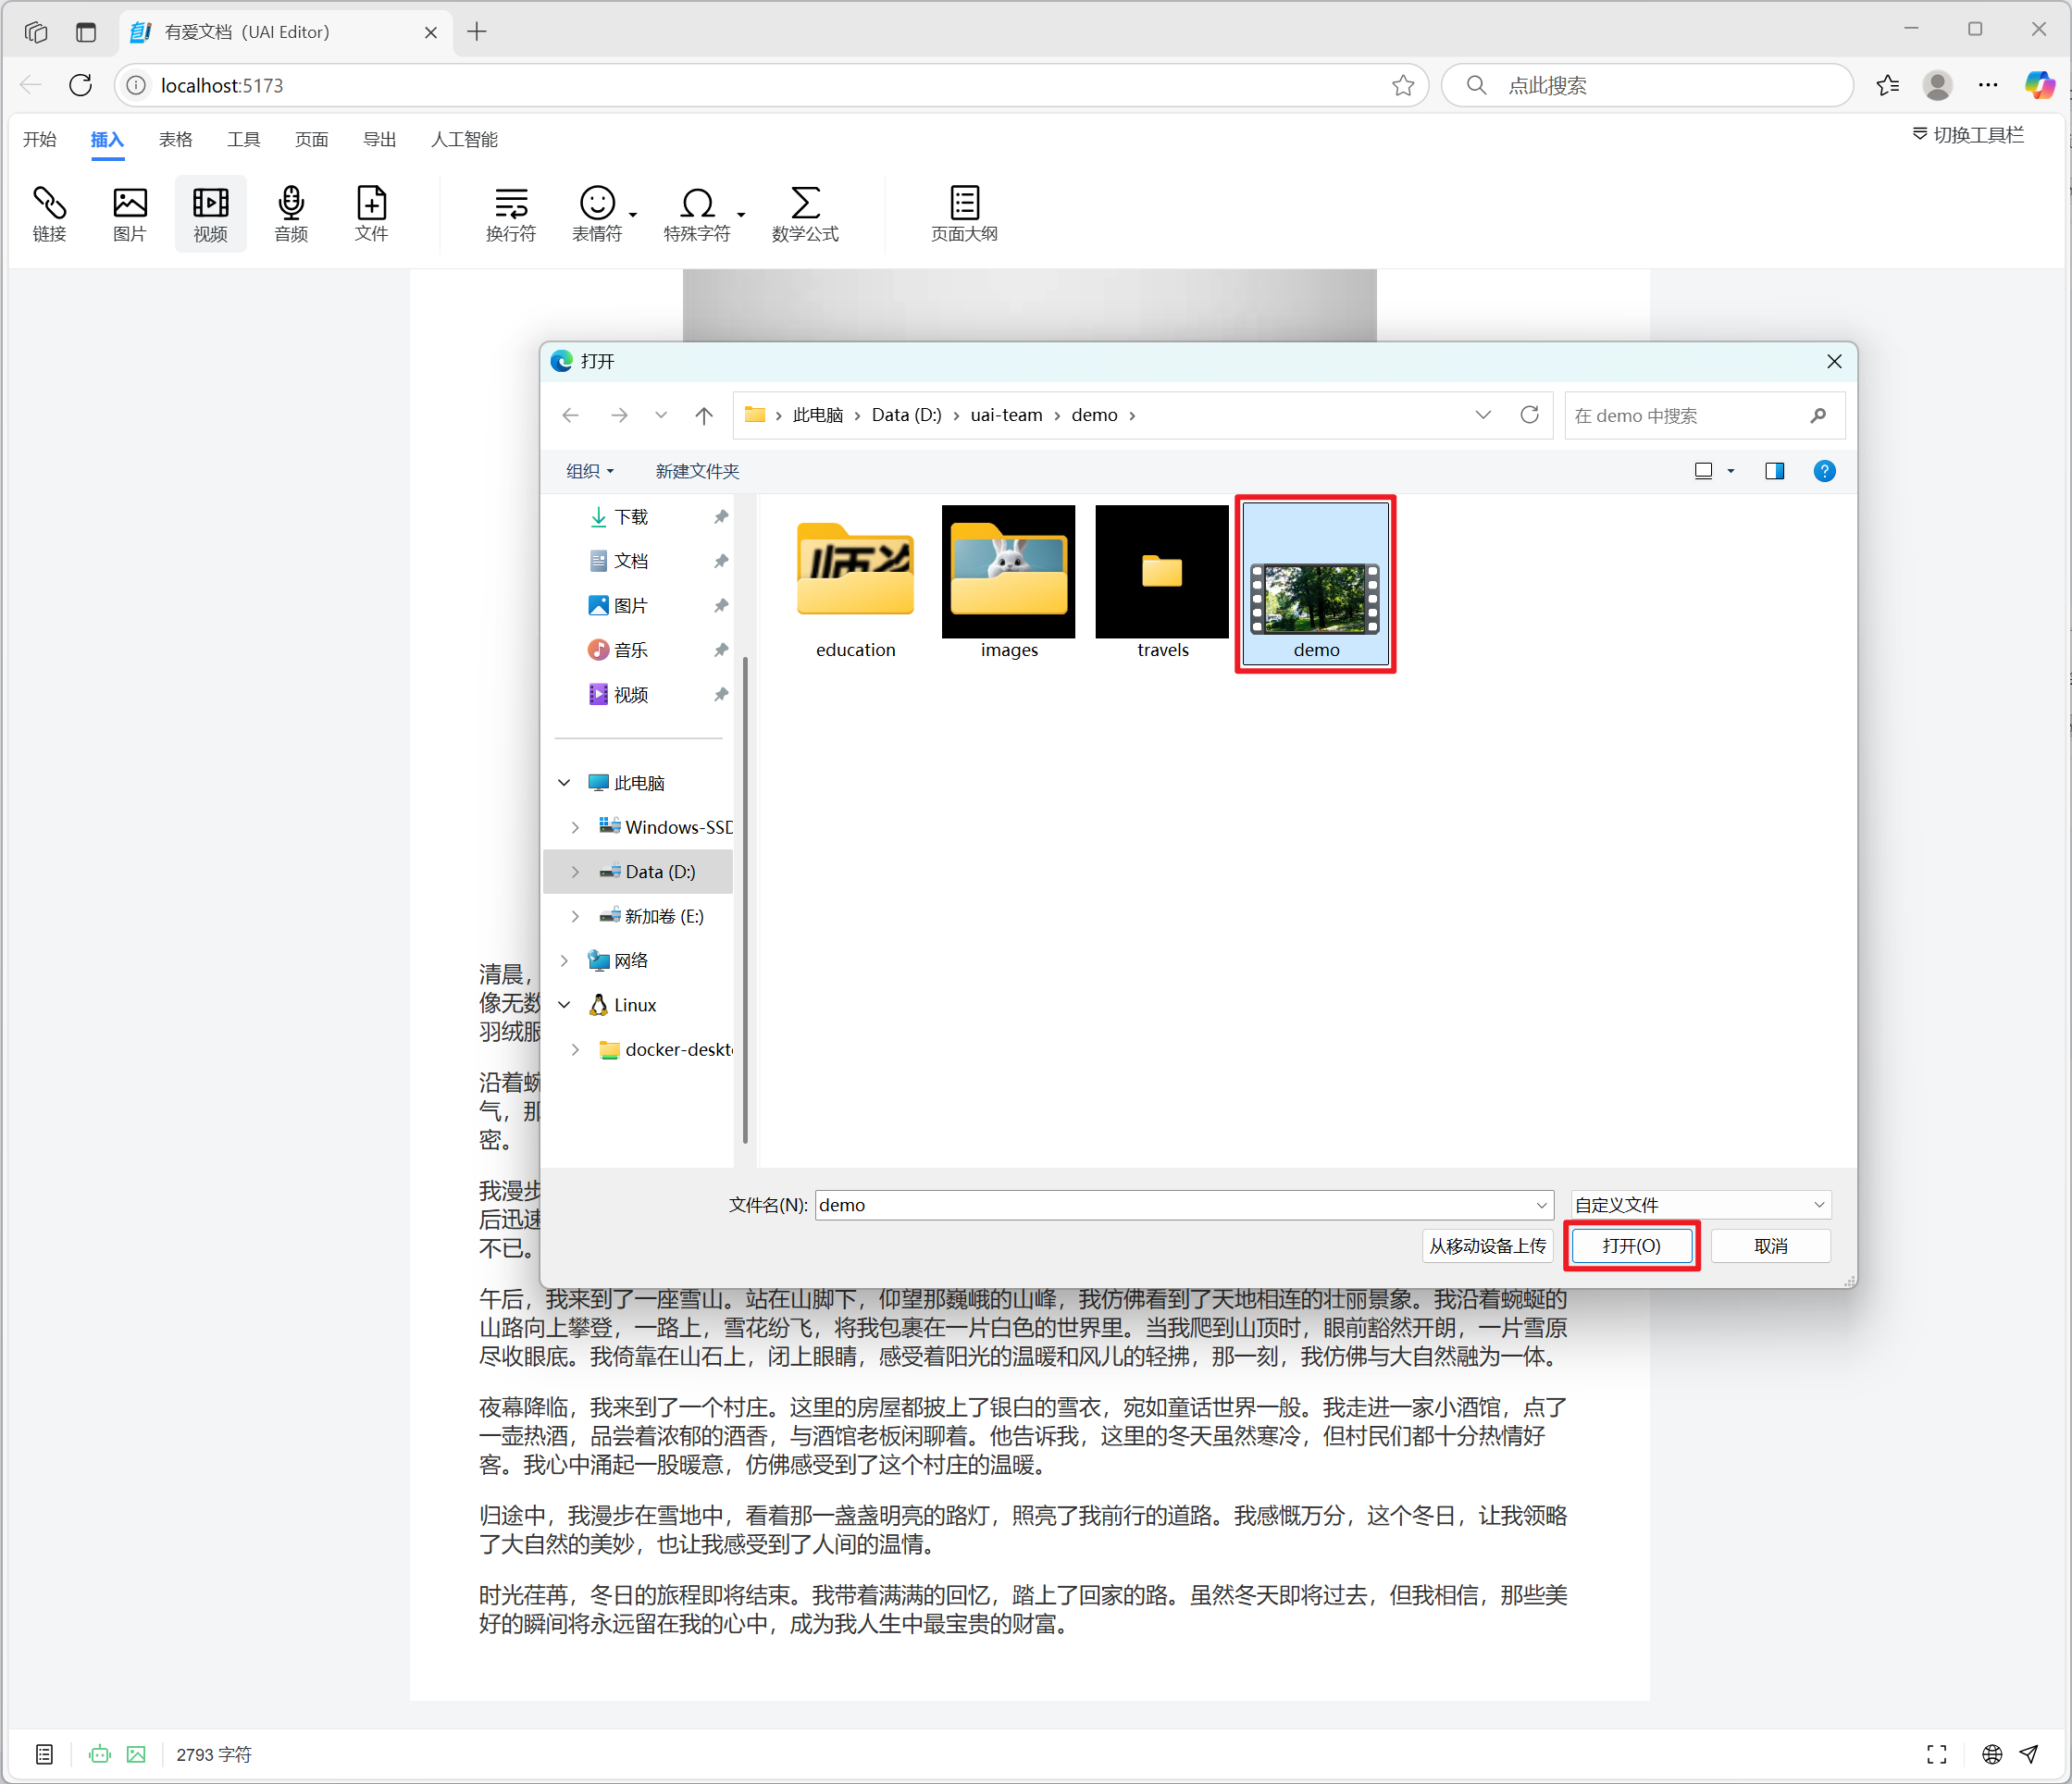 有爱文档（UAI Editor）
localhost:5173
点此搜索
开始 插入 表格 工具 页面 导出 人工智能
切换工具栏
链接 图片 视频 音频 文件 换行符 表情符 特殊字符 数学公式 页面大纲
打开
此电脑 › Data (D:) › uai-team › demo ›
在 demo 中搜索
组织 新建文件夹
下载
文档
图片
音乐
视频
此电脑
Windows-SSD
Data (D:)
新加卷 (E:)
网络
Linux
docker-deskt
education images travels demo
文件名(N): demo
自定义文件
从移动设备上传 打开(O) 取消
清晨，
像无数
羽绒服
沿着蜿
气，那
密。
我漫步
后迅速
不已。
午后，我来到了一座雪山。站在山脚下，仰望那巍峨的山峰，我仿佛看到了天地相连的壮丽景象。我沿着蜿蜒的
山路向上攀登，一路上，雪花纷飞，将我包裹在一片白色的世界里。当我爬到山顶时，眼前豁然开朗，一片雪原
尽收眼底。我倚靠在山石上，闭上眼睛，感受着阳光的温暖和风儿的轻拂，那一刻，我仿佛与大自然融为一体。
夜幕降临，我来到了一个村庄。这里的房屋都披上了银白的雪衣，宛如童话世界一般。我走进一家小酒馆，点了
一壶热酒，品尝着浓郁的酒香，与酒馆老板闲聊着。他告诉我，这里的冬天虽然寒冷，但村民们都十分热情好
客。我心中涌起一股暖意，仿佛感受到了这个村庄的温暖。
归途中，我漫步在雪地中，看着那一盏盏明亮的路灯，照亮了我前行的道路。我感慨万分，这个冬日，让我领略
了大自然的美妙，也让我感受到了人间的温情。
时光荏苒，冬日的旅程即将结束。我带着满满的回忆，踏上了回家的路。虽然冬天即将过去，但我相信，那些美
好的瞬间将永远留在我的心中，成为我人生中最宝贵的财富。
2793 字符